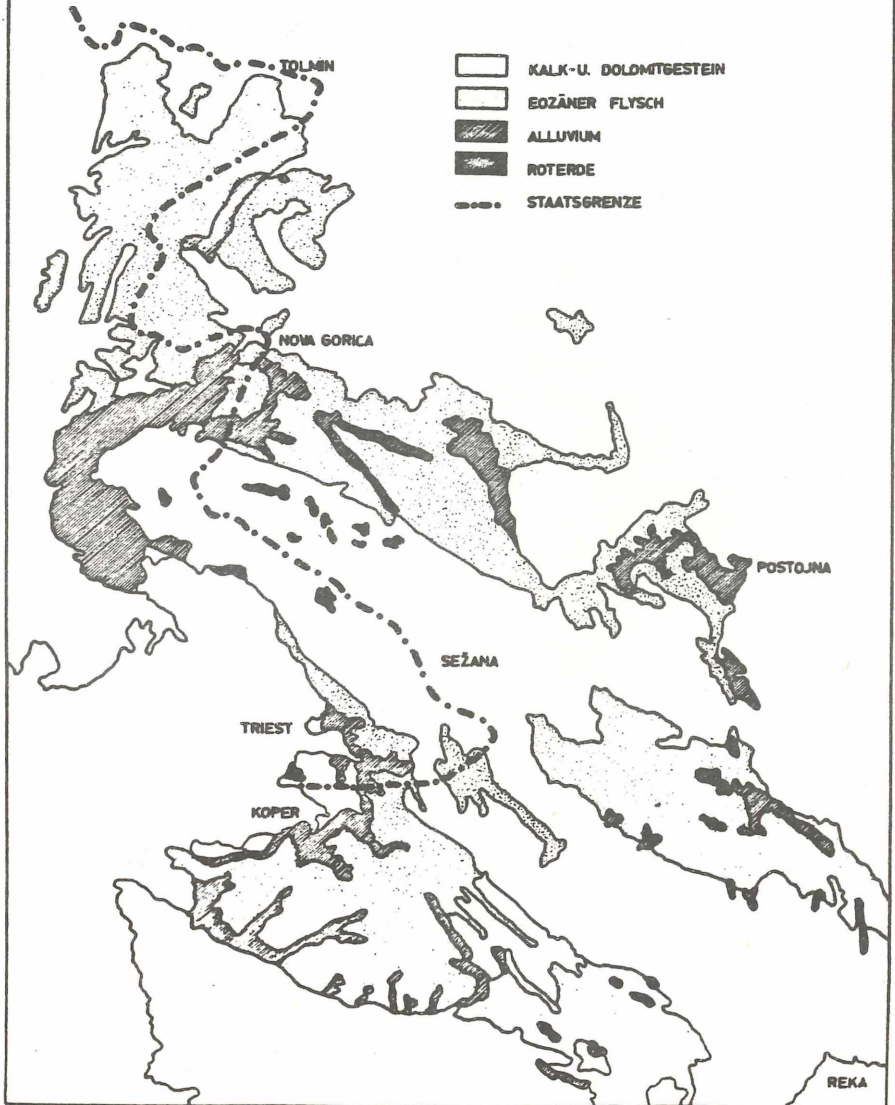 TOLMIN
KALK-U. DOLOMITGESTEIN
EOZÄNER FLYSCH
ALLUVIUM
ROTERDE
STAATSGRENZE
NOVA GORICA
POSTOJNA
SEŽANA
TRIEST
KOPER
REKA